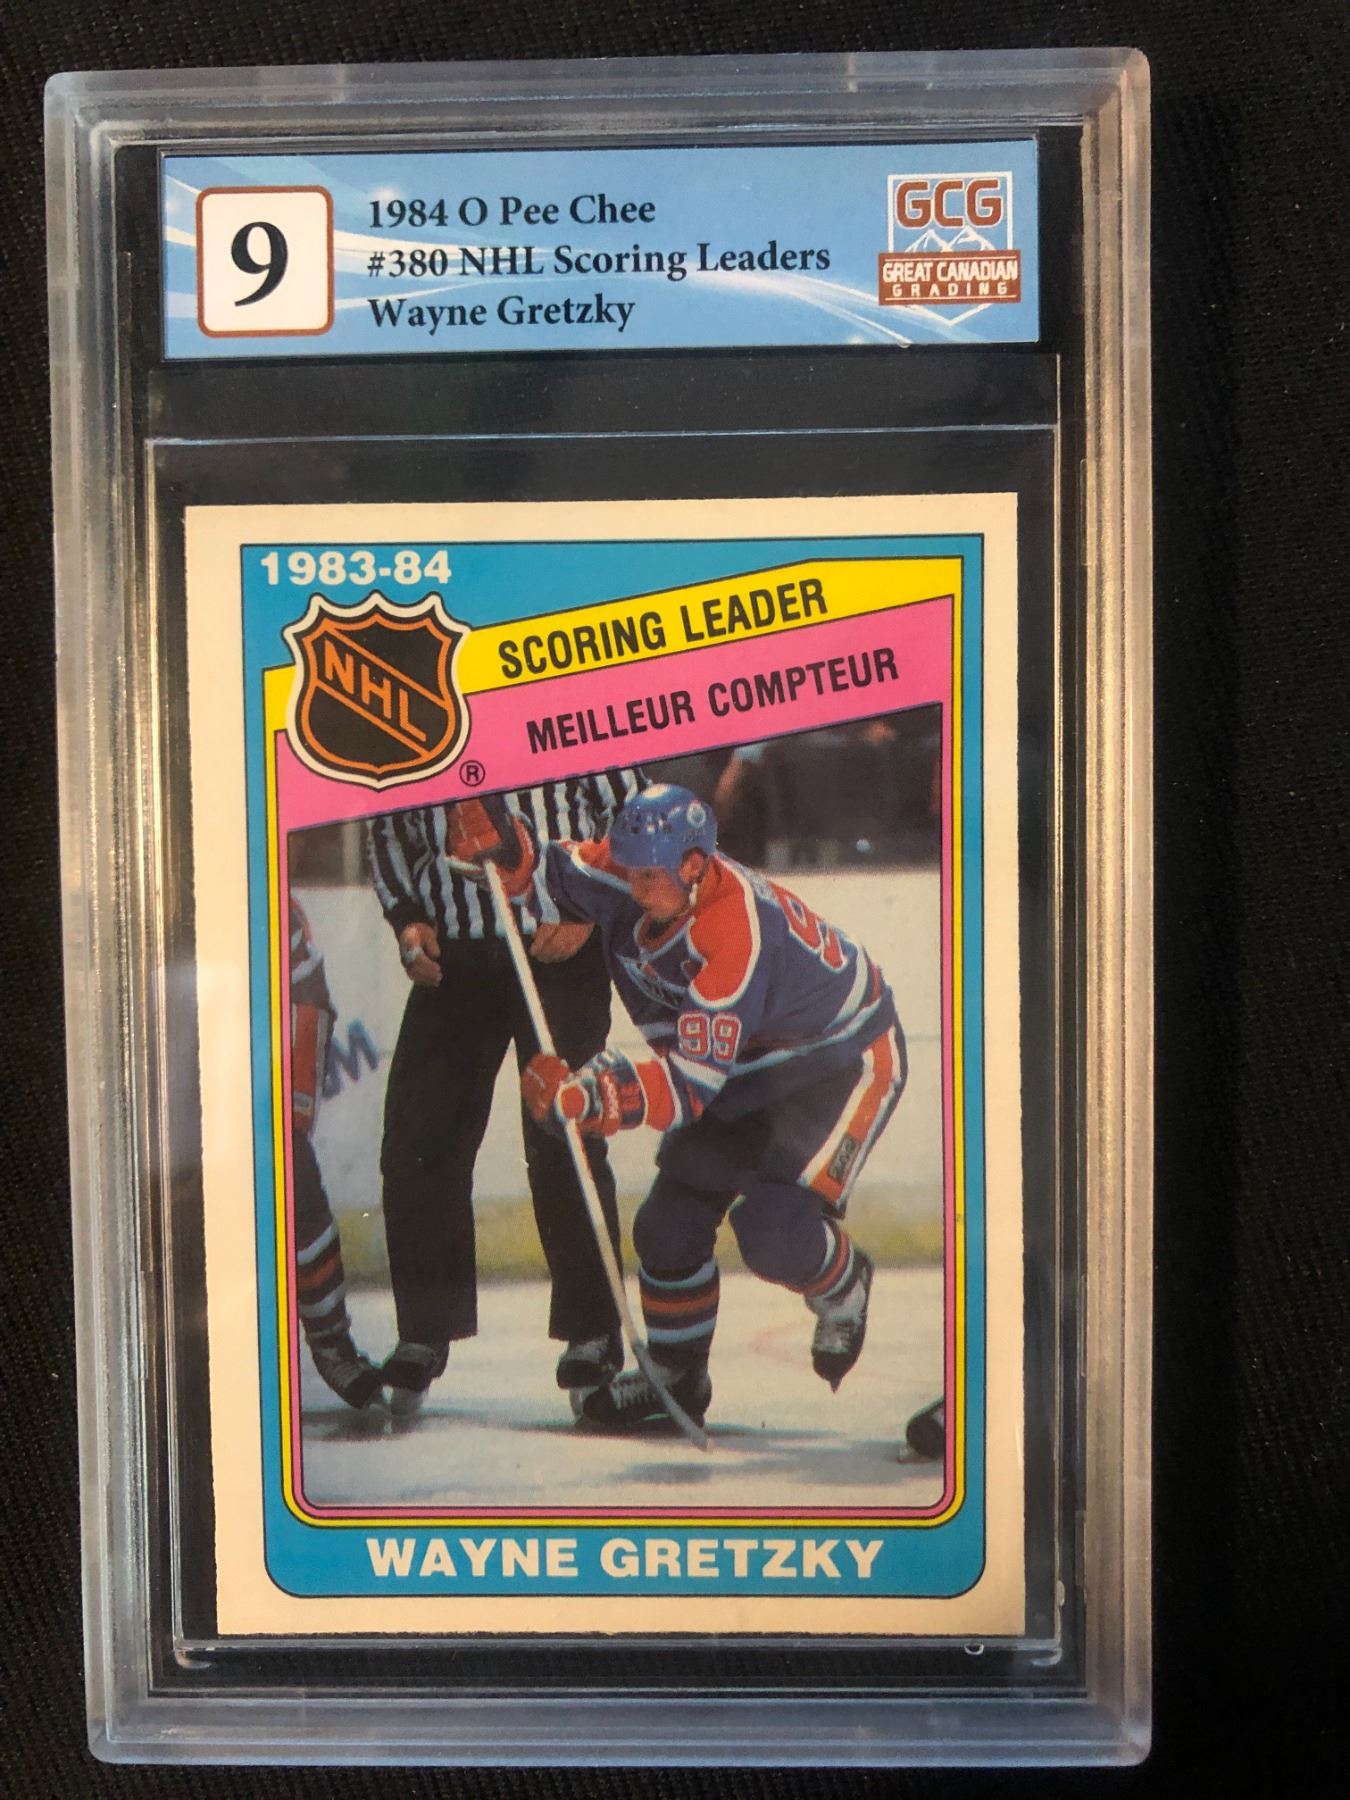 9
1984 O Pee Chee
#380 NHL Scoring Leaders
Wayne Gretzky
GCG
GREAT CANADIAN
GRADING
1983-84
NHL
®
SCORING LEADER
MEILLEUR COMPTEUR
99
99
WAYNE GRETZKY